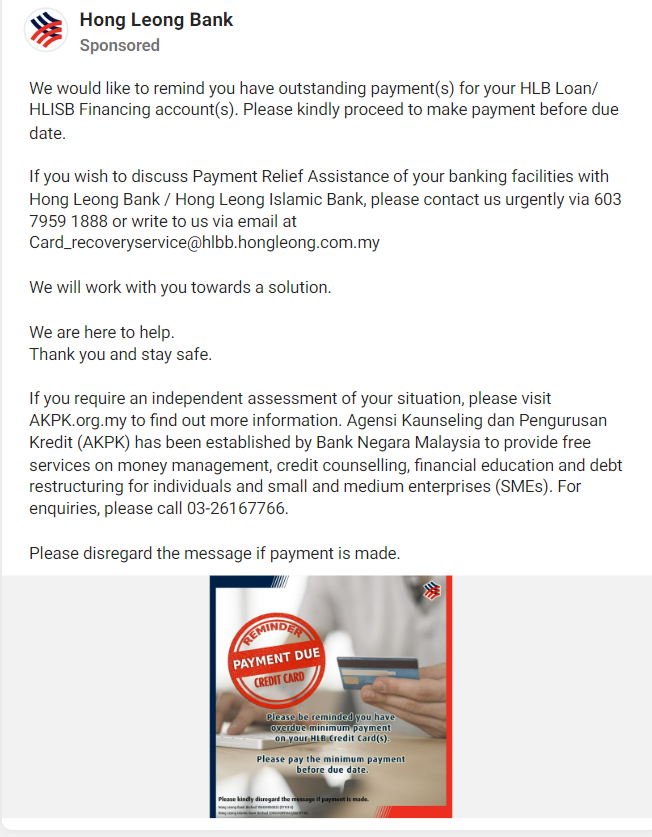 Hong Leong Bank
Sponsored
We would like to remind you have outstanding payment(s) for your HLB Loan/
HLISB Financing account(s). Please kindly proceed to make payment before due
date.
If you wish to discuss Payment Relief Assistance of your banking facilities with
Hong Leong Bank / Hong Leong Islamic Bank, please contact us urgently via 603
7959 1888 or write to us via email at
Card_recoveryservice@hlbb.hongleong.com.my
We will work with you towards a solution.
We are here to help.
Thank you and stay safe.
If you require an independent assessment of your situation, please visit
AKPK.org.my to find out more information. Agensi Kaunseling dan Pengurusan
Kredit (AKPK) has been established by Bank Negara Malaysia to provide free
services on money management, credit counselling, financial education and debt
restructuring for individuals and small and medium enterprises (SMEs). For
enquiries, please call 03-26167766.
Please disregard the message if payment is made.
REMINDER
PAYMENT DUE
CREDIT CARD
Please be reminded you have
overdue minimum payment
on your HLB Credit Card(s).
Please pay the minimum payment
before due date.
Please kindly disregard the message if payment is made.